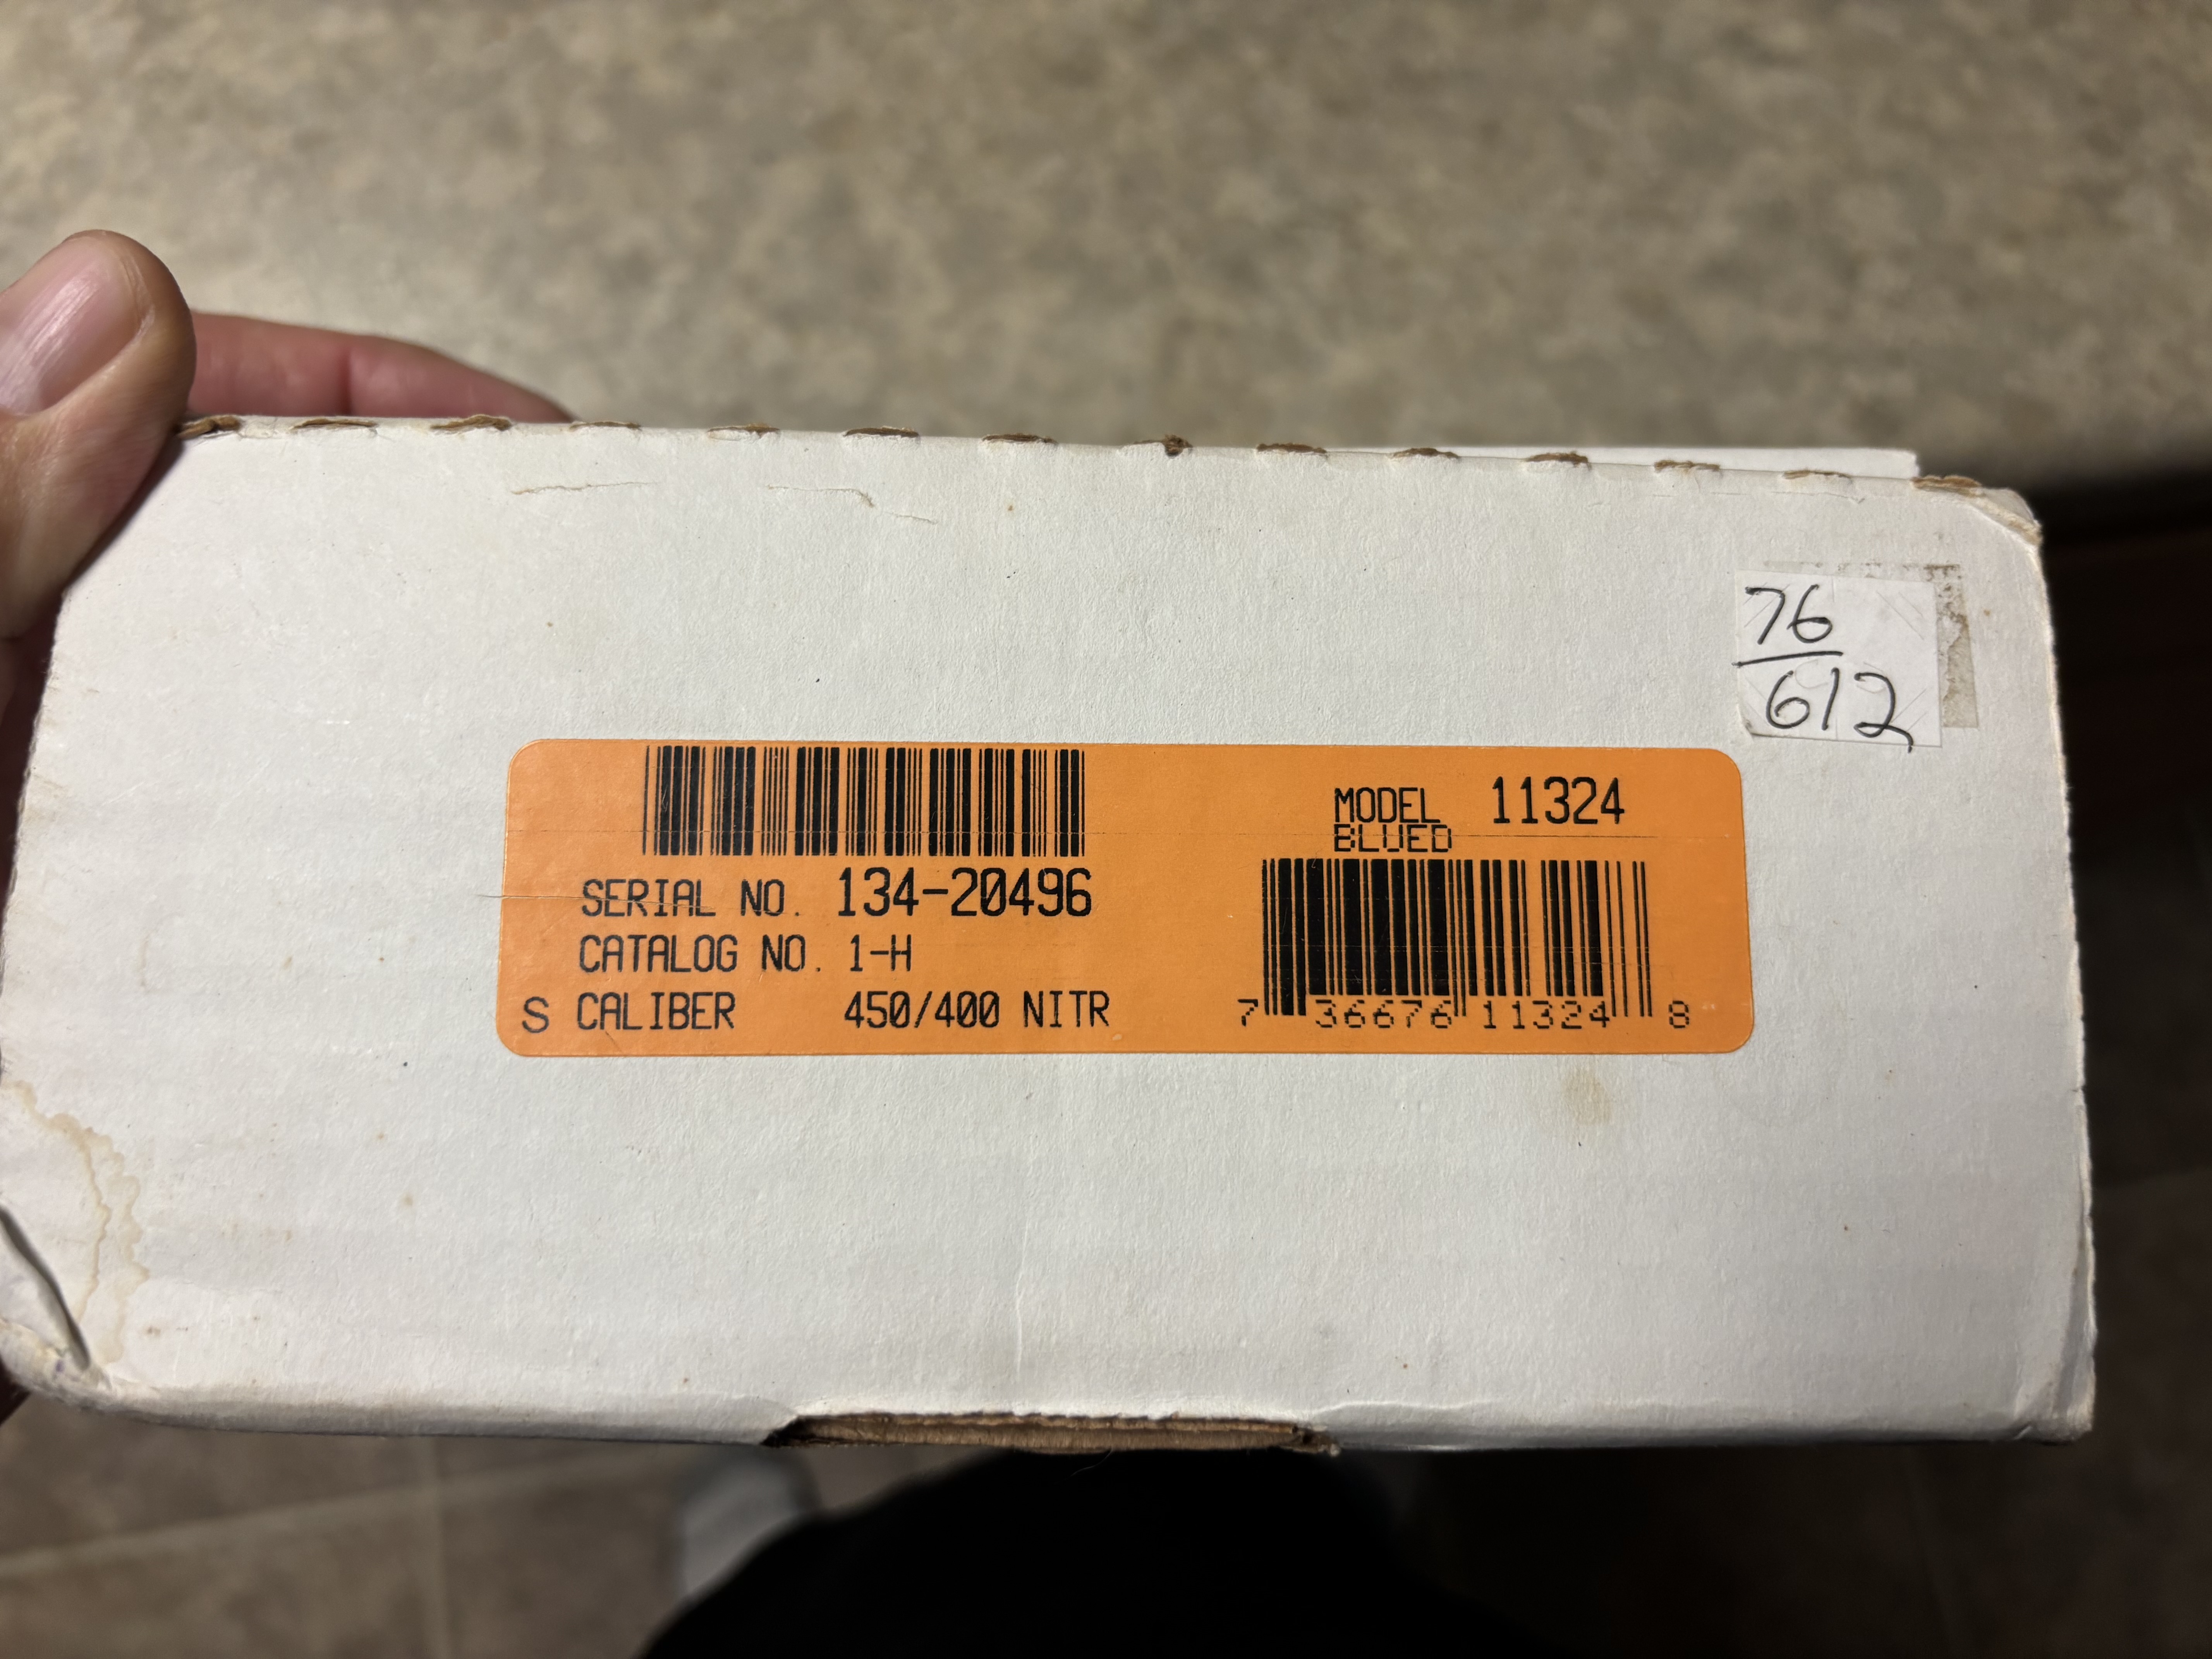 76
612
MODEL 11324
BLUED
SERIAL NO. 134-20496
CATALOG NO. 1-H
S CALIBER 450/400 NITR
7 36676 11324 8